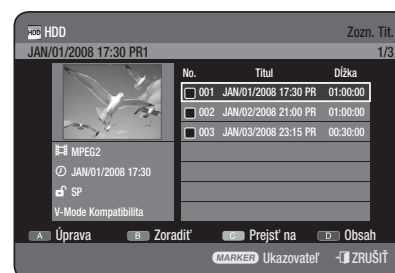 HDD HDD Zozn. Tit.
JAN/01/2008 17:30 PR1 1/3
No. Titul Dĺžka
001 JAN/01/2008 17:30 PR 01:00:00
002 JAN/02/2008 21:00 PR 01:00:00
003 JAN/03/2008 23:15 PR 00:30:00
MPEG2
JAN/01/2008 17:30
SP
V-Mode Kompatibilita
A Úprava B Zoradiť C Prejsť na D Obsah
MARKER Ukazovateľ ZRUŠIŤ